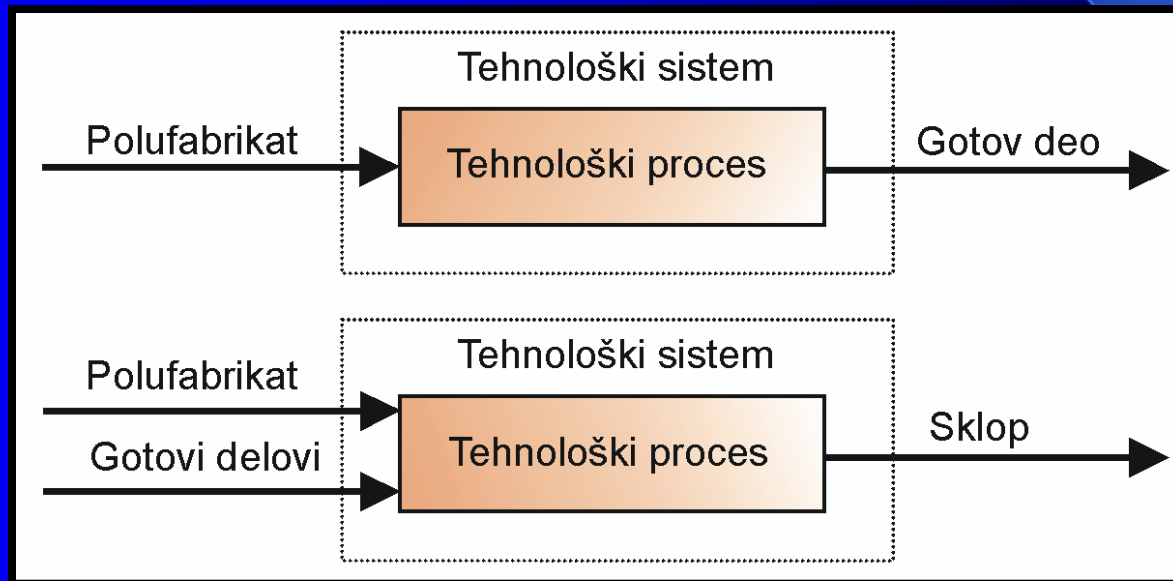 Tehnološki sistem
Polufabrikat
Tehnološki proces
Gotov deo
Tehnološki sistem
Polufabrikat
Gotovi delovi
Tehnološki proces
Sklop